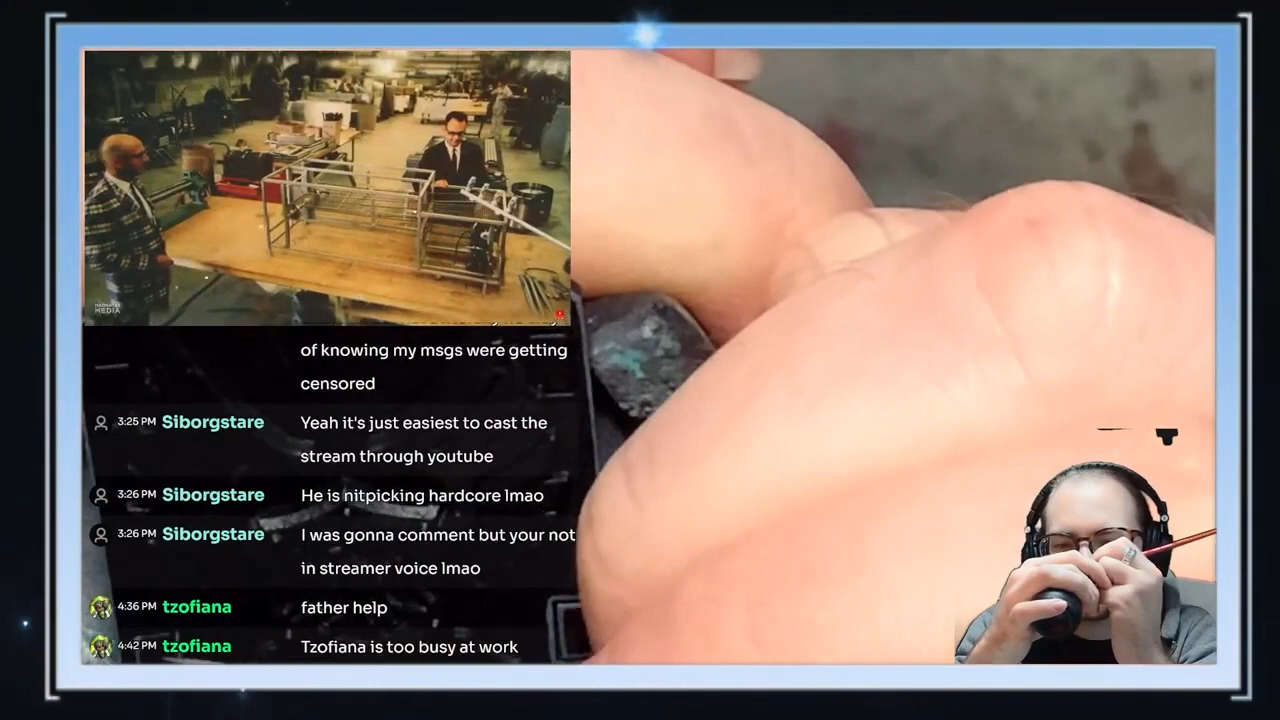 MEDIA
of knowing my msgs were getting
censored
3:25 PM Siborgstare Yeah it's just easiest to cast the
stream through youtube
3:26 PM Siborgstare He is nitpicking hardcore lmao
3:26 PM Siborgstare I was gonna comment but your not
in streamer voice lmao
4:36 PM tzofiana father help
4:42 PM tzofiana Tzofiana is too busy at work